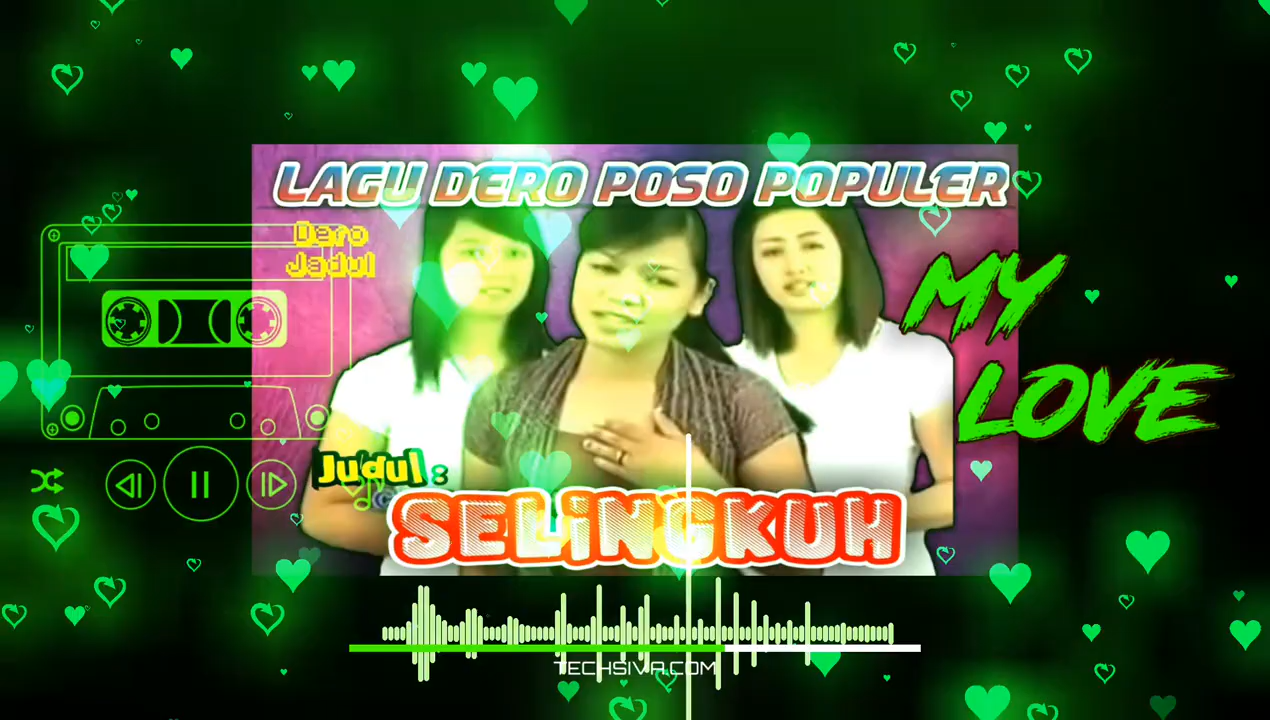 LAGU DERO POSO POPULER
Dero
Jadul
MY
LOVE
Judul :
SELiNGKUH
TECHSIVA.COM